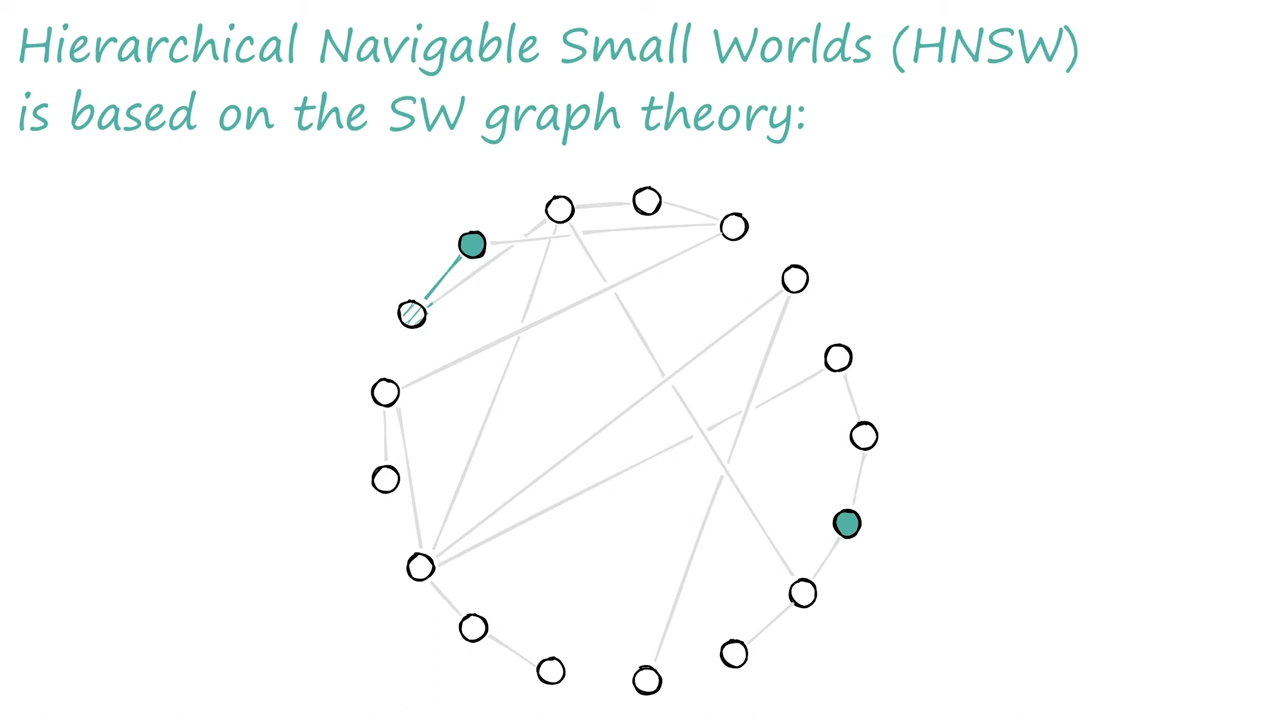 Hierarchical Navigable Small Worlds (HNSW)
is based on the SW graph theory: